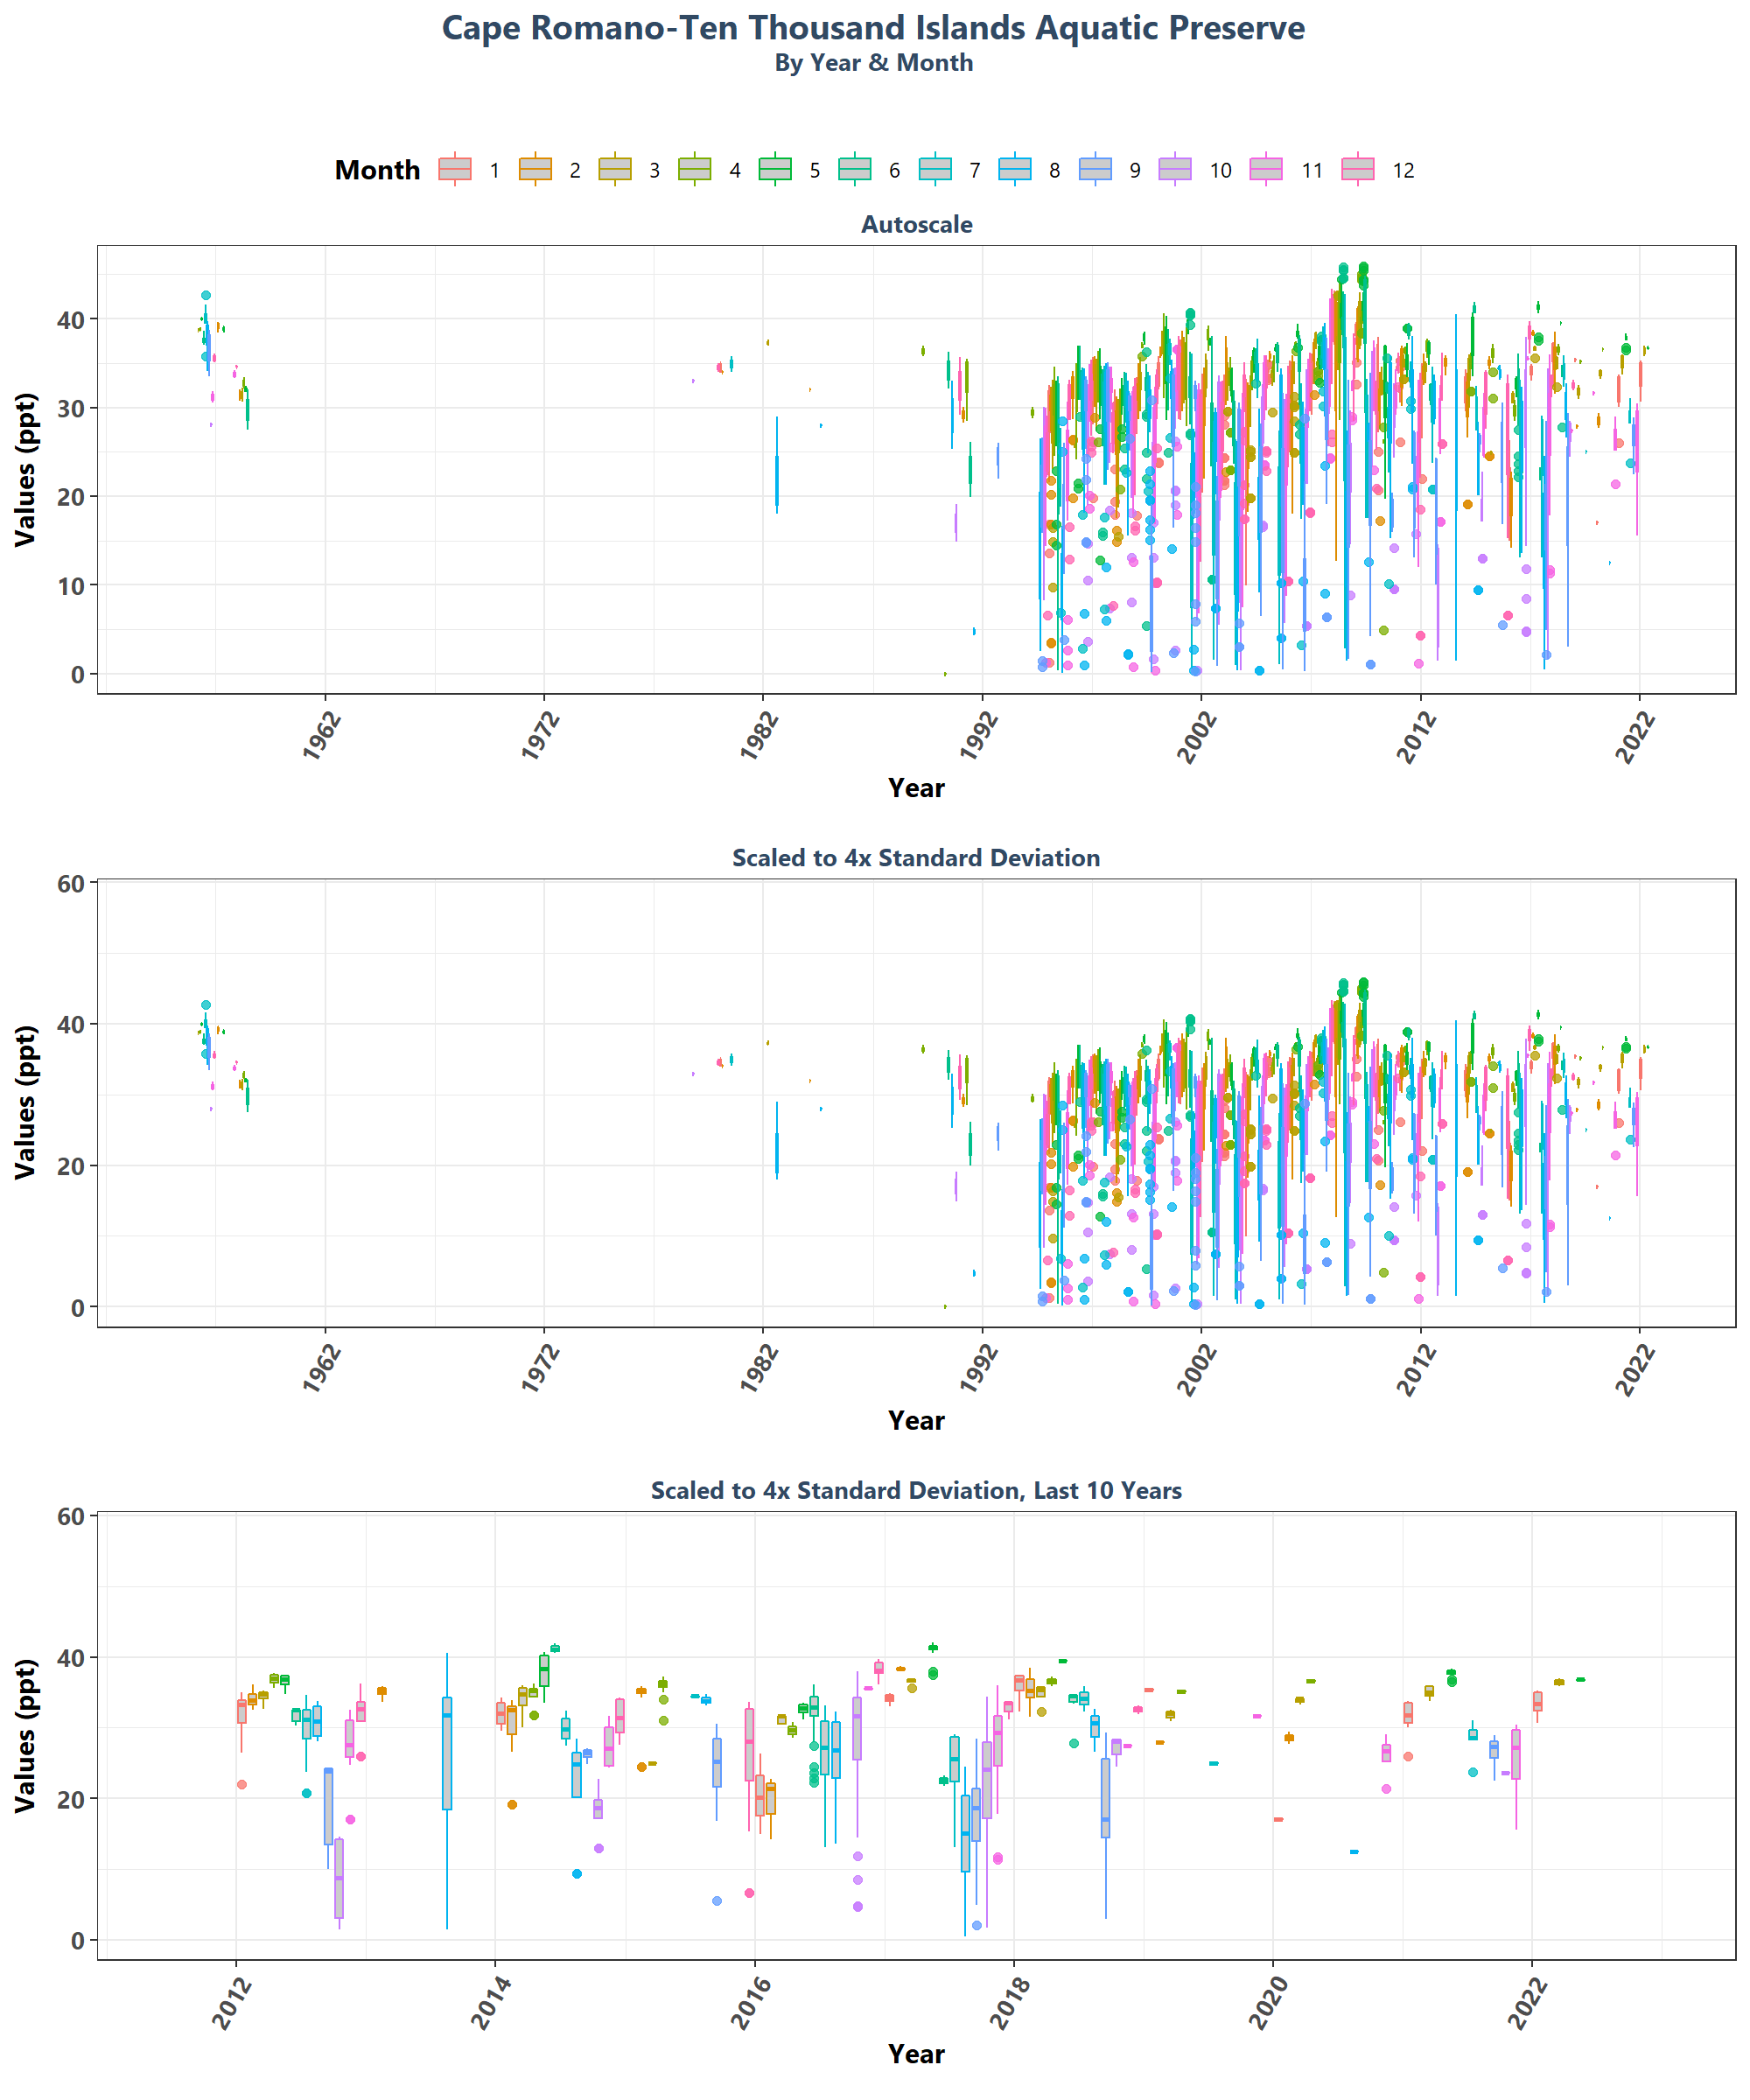 Cape Romano-Ten Thousand Islands Aquatic Preserve
By Year & Month
Month 1 2 3 4 5 6 7 8 9 10 11 12
Autoscale
Values (ppt)
40
30
20
10
0
1962 1972 1982 1992 2002 2012 2022
Year
Scaled to 4x Standard Deviation
Values (ppt)
60
40
20
0
1962 1972 1982 1992 2002 2012 2022
Year
Scaled to 4x Standard Deviation, Last 10 Years
Values (ppt)
60
40
20
0
2012 2014 2016 2018 2020 2022
Year